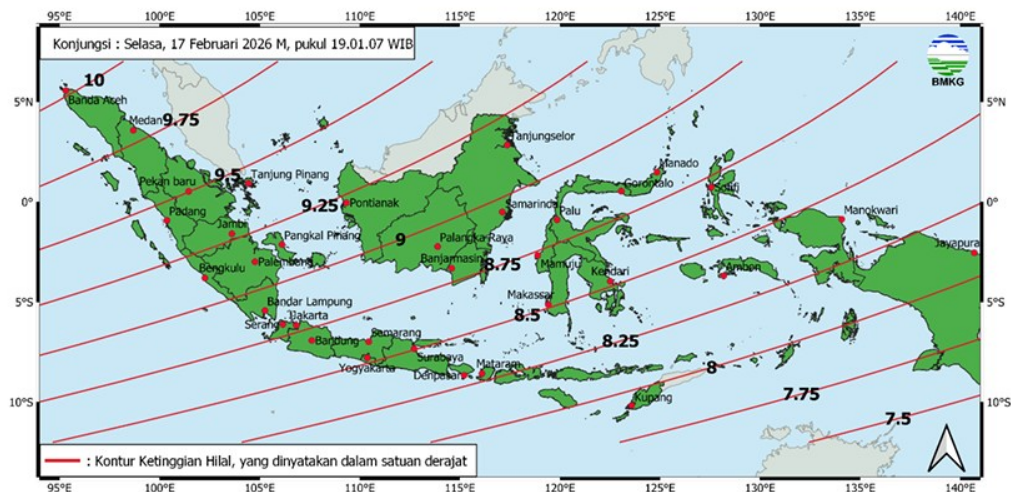 95°E 100°E 105°E 110°E 115°E 120°E 125°E 130°E 135°E 140°E
Konjungsi : Selasa, 17 Februari 2026 M, pukul 19.01.07 WIB
BMKG
10
Banda Aceh
5°N
5°N
Medan
9.75
Tanjungselor
9.5
Tanjung Pinang
Manado
Pekan baru
Gorontalo
Sofifi
9.25
Pontianak
0°
0°
Samarinda
Palu
Manokwari
Padang
Jambi
Pangkal Pinang
9
Palangka Raya
Jayapura
Palembang
Banjarmasin
8.75
Mamuju
Bengkulu
Kendari
Ambon
Makassar
5°S
5°S
Bandar Lampung
8.5
Serang
Jakarta
Bandung
Semarang
8.25
Yogyakarta
Surabaya
Denpasar
Mataram
8
7.75
Kupang
10°S
10°S
7.5
: Kontur Ketinggian Hilal, yang dinyatakan dalam satuan derajat
95°E 100°E 105°E 110°E 115°E 120°E 125°E 130°E 135°E 140°E